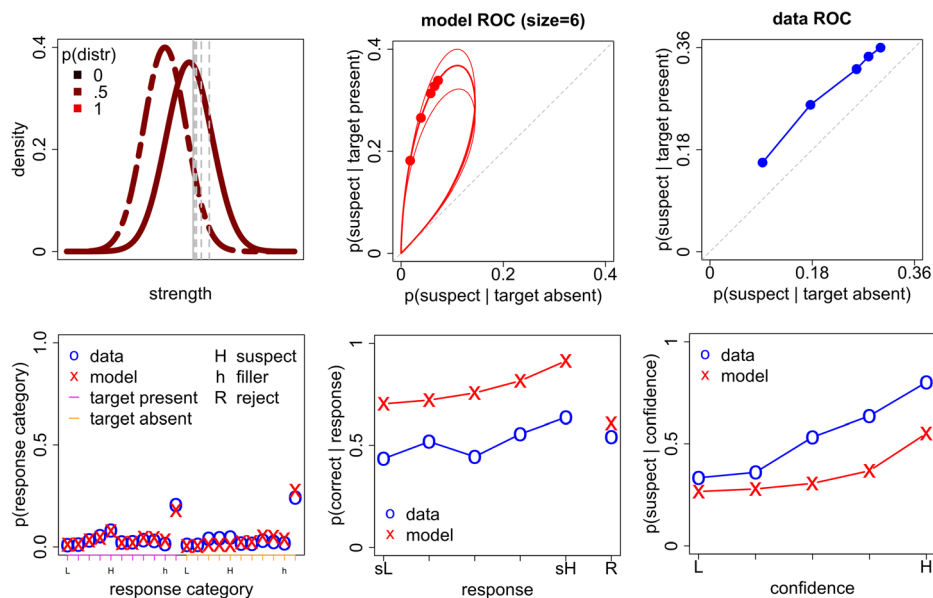 model ROC (size=6)
data ROC
p(distr)
0
.5
1
0.4
0.2
0
density
strength
0.4
0.2
0
p(suspect | target present)
0
0.2
0.4
p(suspect | target absent)
0.36
0.18
0
p(suspect | target present)
0
0.18
0.36
p(suspect | target absent)
1.0
0.5
0.0
p(response category)
O data
X model
target present
target absent
H suspect
h filler
R reject
L
H
h
L
H
h
response category
1
0.5
0
p(correct | response)
O data
X model
sL
sH
R
response
1
0.5
0
p(suspect | confidence)
O data
X model
L
H
confidence